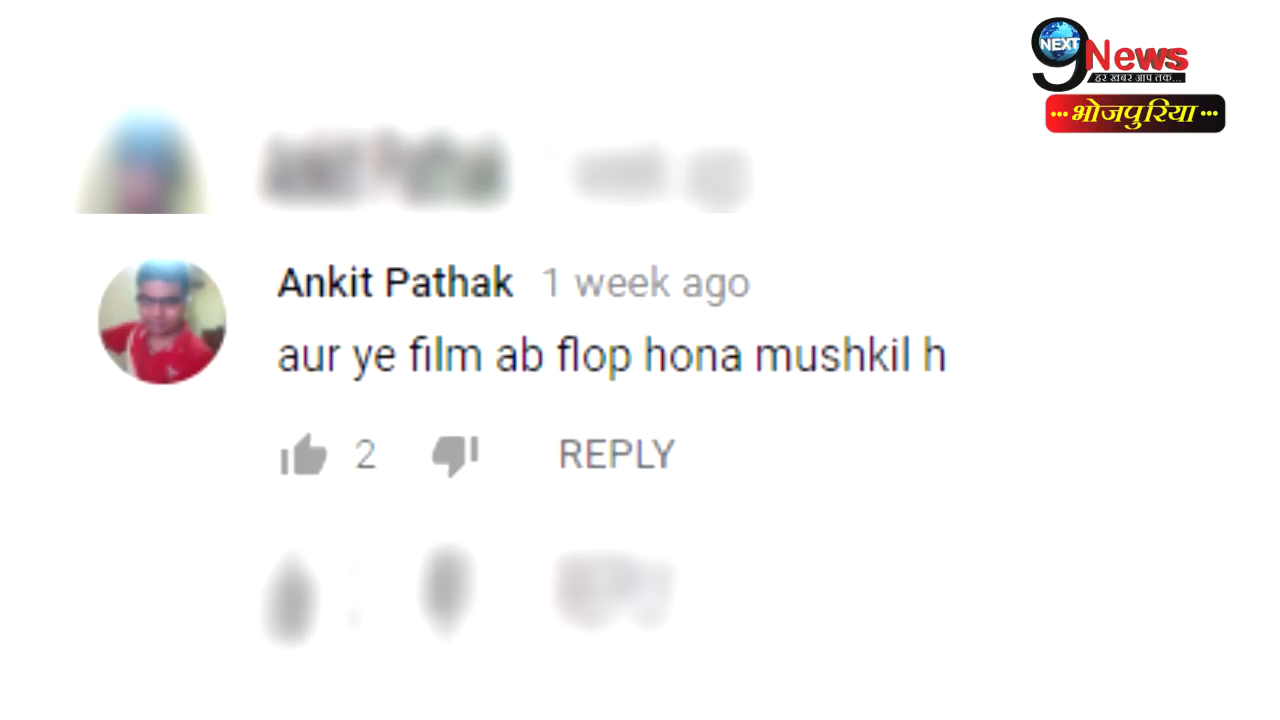 NEXT
9 News
हर खबर आप तक...
••• भोजपुरिया •••
Ankit Pathak 1 week ago
aur ye film ab flop hona mushkil h
2 REPLY